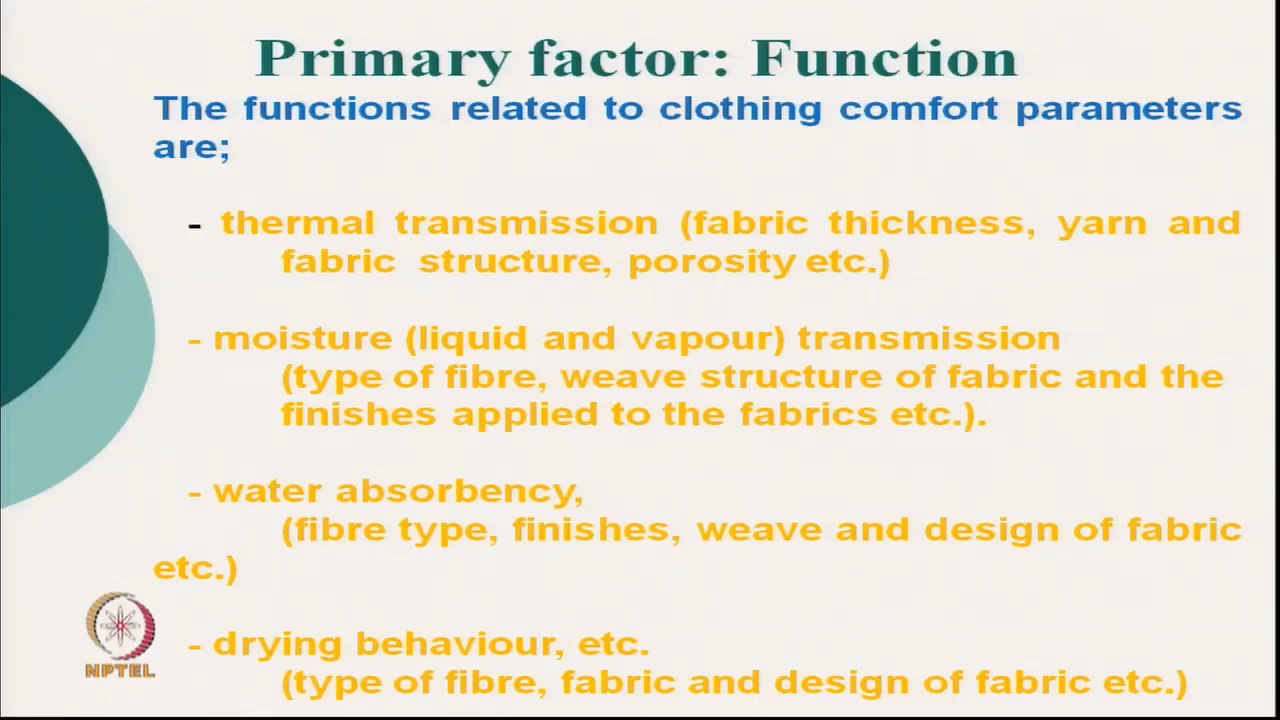 Primary factor: Function
The functions related to clothing comfort parameters
are;
- thermal transmission (fabric thickness, yarn and
fabric structure, porosity etc.)
- moisture (liquid and vapour) transmission
(type of fibre, weave structure of fabric and the
finishes applied to the fabrics etc.).
- water absorbency,
(fibre type, finishes, weave and design of fabric
etc.)
- drying behaviour, etc.
(type of fibre, fabric and design of fabric etc.)
NPTEL